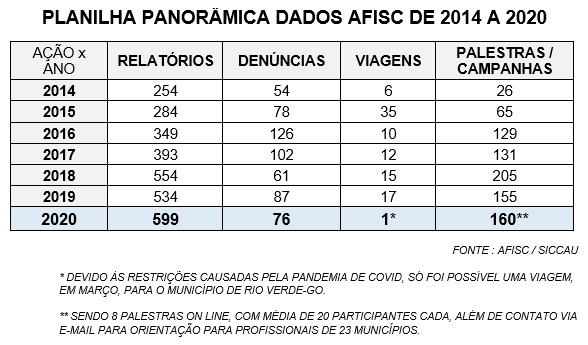 PLANILHA PANORÂMICA DADOS AFISC DE 2014 A 2020
AÇÃO x ANO RELATÓRIOS DENÚNCIAS VIAGENS PALESTRAS / CAMPANHAS
2014 254 54 6 26
2015 284 78 35 65
2016 349 126 10 129
2017 393 102 12 131
2018 554 61 15 205
2019 534 87 17 155
2020 599 76 1* 160**
FONTE : AFISC / SICCAU
* DEVIDO ÀS RESTRIÇÕES CAUSADAS PELA PANDEMIA DE COVID, SÓ FOI POSSÍVEL UMA VIAGEM,
EM MARÇO, PARA O MUNICÍPIO DE RIO VERDE-GO.
** SENDO 8 PALESTRAS ON LINE, COM MÉDIA DE 20 PARTICIPANTES CADA, ALÉM DE CONTATO VIA
E-MAIL PARA ORIENTAÇÃO PARA PROFISSIONAIS DE 23 MUNICÍPIOS.